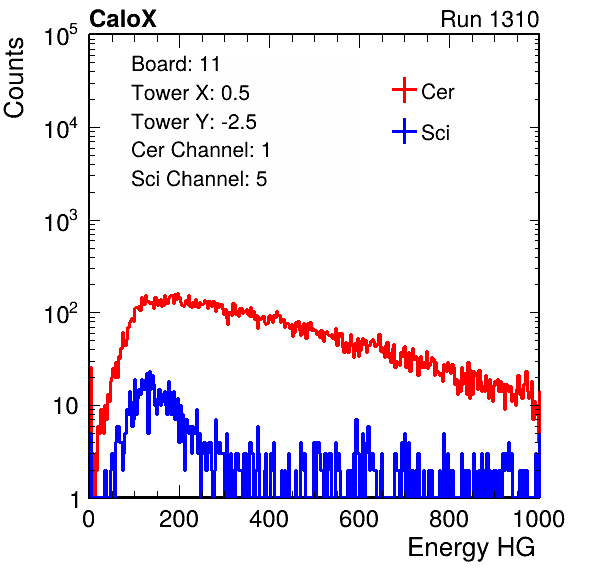 CaloX Run 1310
Counts
10^5
10^4
10^3
10^2
10
1
Board: 11
Tower X: 0.5
Tower Y: -2.5
Cer Channel: 1
Sci Channel: 5
Cer
Sci
0 200 400 600 800 1000
Energy HG